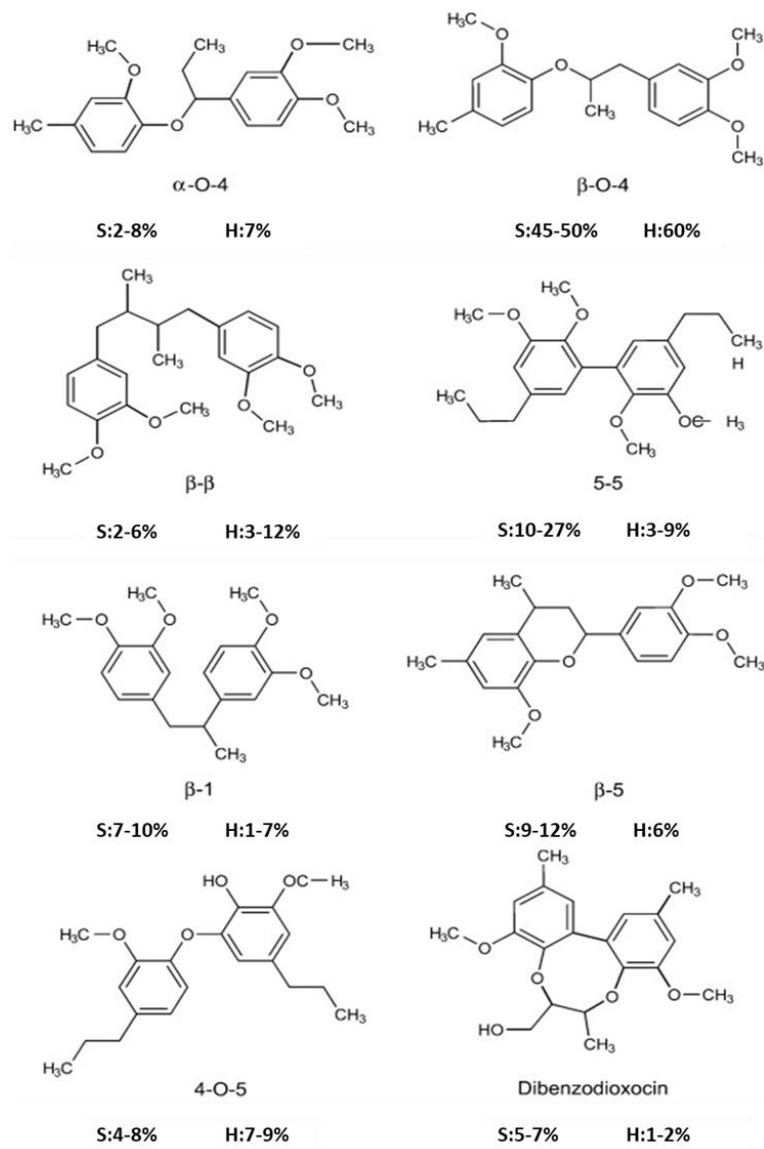 H₃C O CH₃ O CH₃
H₃C O O CH₃
α-O-4
S:2-8% H:7%
H₃C O CH₃
O O
H₃C CH₃ O CH₃
β-O-4
S:45-50% H:60%
CH₃
CH₃
O CH₃
O CH₃ O CH₃
H₃C O
β-β
S:2-6% H:3-12%
H₃C
H₃C O O CH₃
H
H₃C
O OC H₃
CH₃
5-5
S:10-27% H:3-9%
H₃C H₃C
H₃C O O O
O CH₃
CH₃
β-1
S:7-10% H:1-7%
H₃C O CH₃
H₃C O O CH₃
O
H₃C
β-5
S:9-12% H:6%
HO OC H₃
H₃C O O
CH₃
H₃C
4-O-5
S:4-8% H:7-9%
CH₃
CH₃
H₃C O
O O O CH₃
HO CH₃
Dibenzodioxocin
S:5-7% H:1-2%